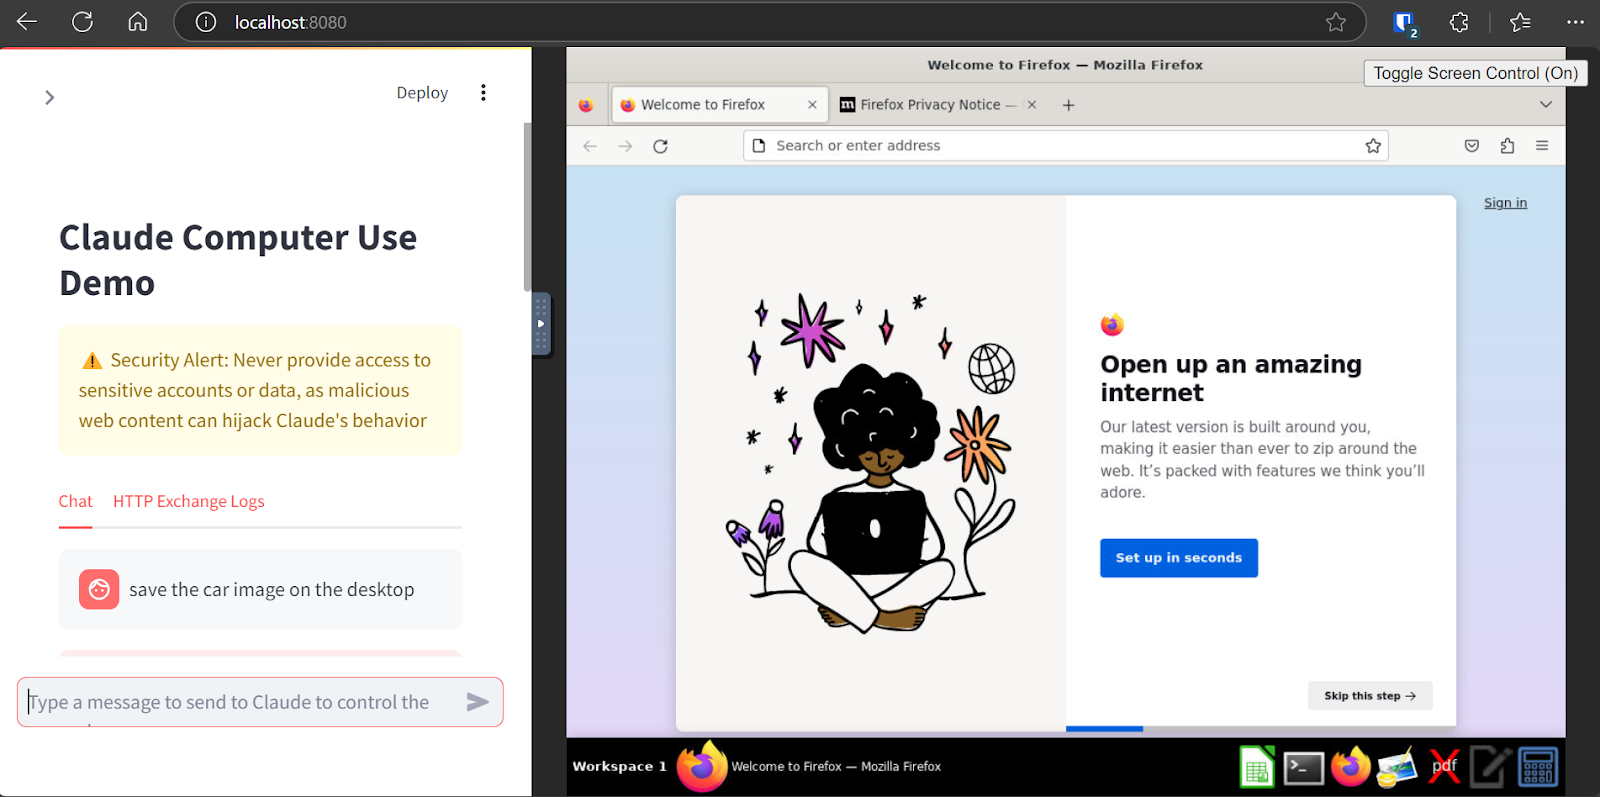 localhost:8080
2
Deploy
Claude Computer Use
Demo
Security Alert: Never provide access to
sensitive accounts or data, as malicious
web content can hijack Claude's behavior
Chat HTTP Exchange Logs
save the car image on the desktop
Type a message to send to Claude to control the
Welcome to Firefox — Mozilla Firefox
Toggle Screen Control (On)
Welcome to Firefox
m Firefox Privacy Notice —
Search or enter address
Sign in
Open up an amazing
internet
Our latest version is built around you,
making it easier than ever to zip around the
web. It’s packed with features we think you’ll
adore.
Set up in seconds
Skip this step →
Workspace 1 Welcome to Firefox — Mozilla Firefox
pdf